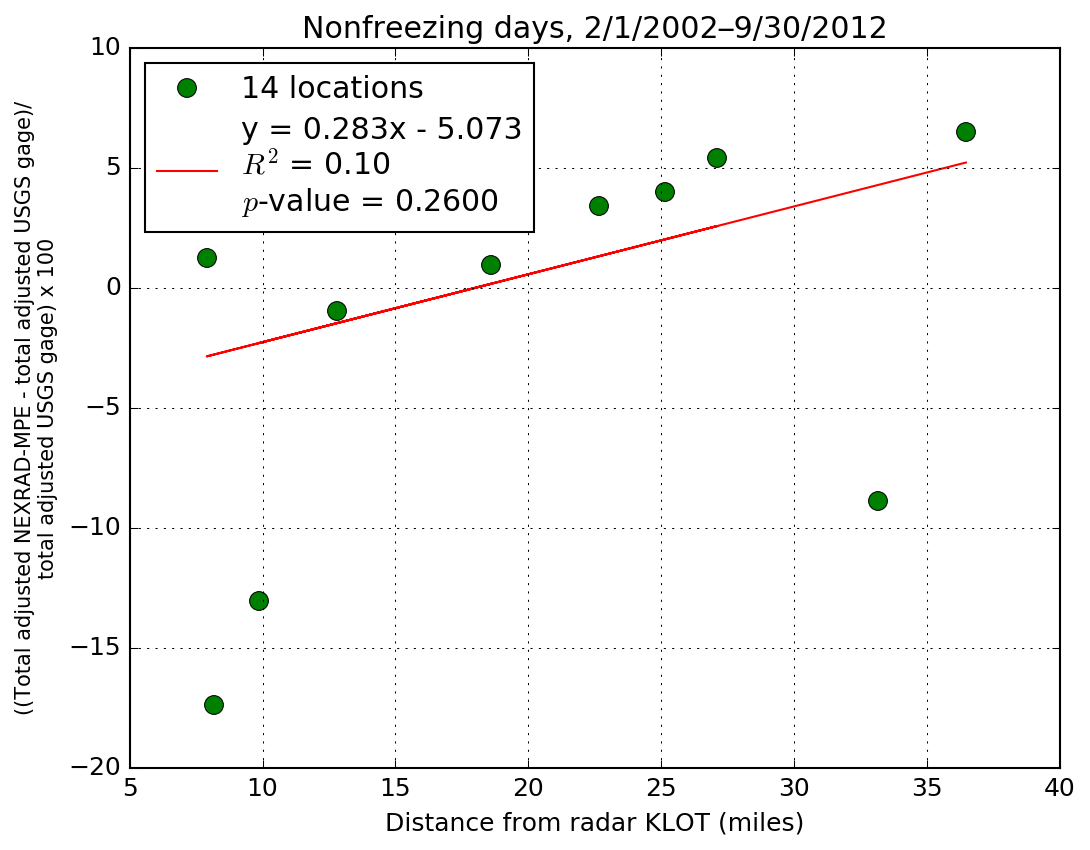 Nonfreezing days, 2/1/2002–9/30/2012
14 locations
y = 0.283x - 5.073
R² = 0.10
p-value = 0.2600
((Total adjusted NEXRAD-MPE - total adjusted USGS gage)/
total adjusted USGS gage) x 100
10
5
0
−5
−10
−15
−20
5 10 15 20 25 30 35 40
Distance from radar KLOT (miles)